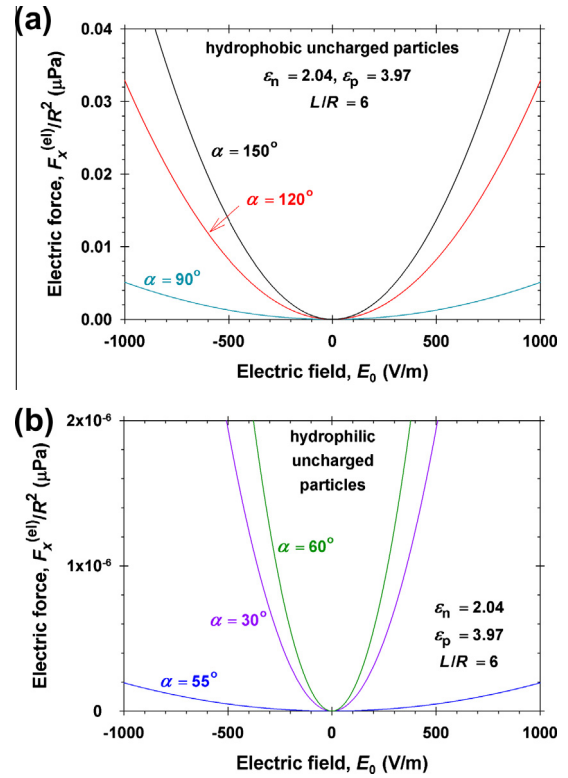 (a)
Electric force, Fₓ⁽ᵉˡ⁾/R² (μPa)
0.04
0.03
0.02
0.01
0.00
hydrophobic uncharged particles
εₙ = 2.04, εₚ = 3.97
L/R = 6
α = 150°
α = 120°
α = 90°
-1000 -500 0 500 1000
Electric field, E₀ (V/m)
(b)
Electric force, Fₓ⁽ᵉˡ⁾/R² (μPa)
2x10⁻⁶
1x10⁻⁶
0
hydrophilic
uncharged
particles
α = 60°
α = 30°
α = 55°
εₙ = 2.04
εₚ = 3.97
L/R = 6
-1000 -500 0 500 1000
Electric field, E₀ (V/m)